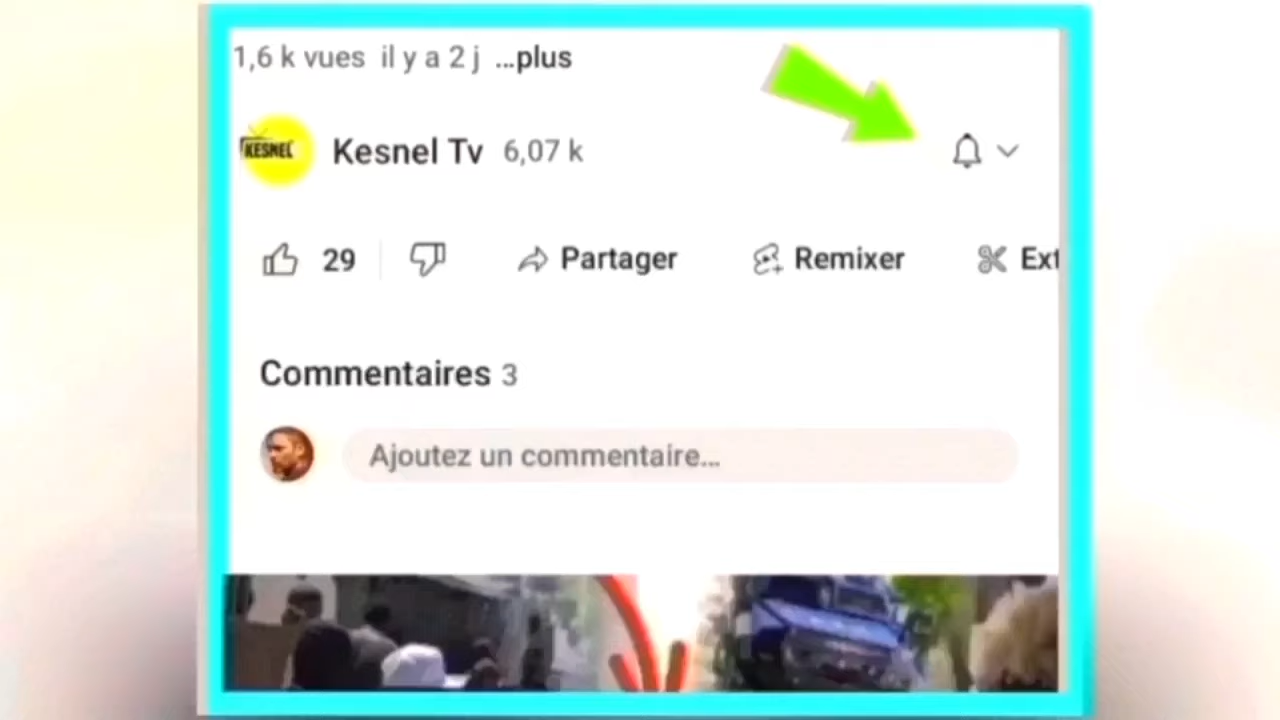 1,6 k vues il y a 2 j ...plus
KESNEL
Kesnel Tv 6,07 k
29 Partager Remixer Ext
Commentaires 3
Ajoutez un commentaire...